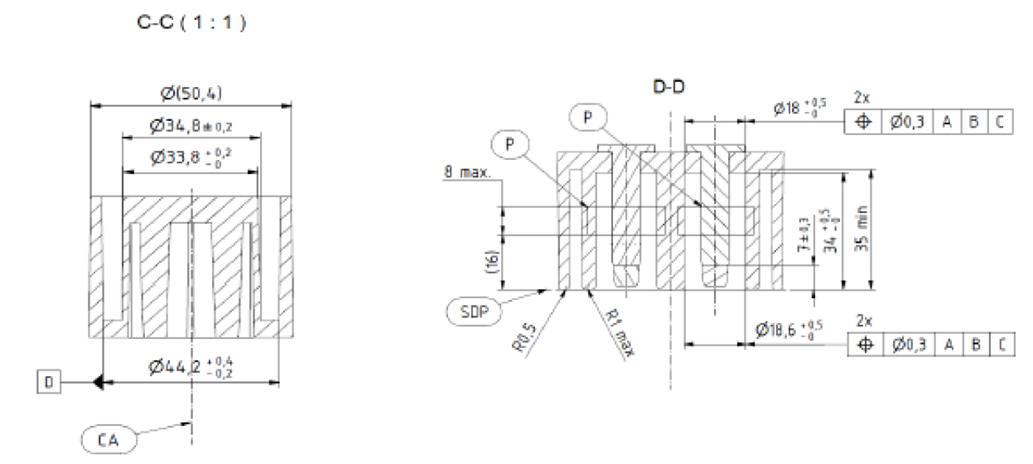 C-C ( 1 : 1 )
Ø(50,4)
Ø34,8 ±0,2
Ø33,8 +0,2 -0
Ø44,2 +0,4 -0,2
D
CA
D-D
P
P
8 max.
(16)
SDP
R0,5
R1 max
Ø18 +0,5 -0
2x
⌖ Ø0,3 A B C
7±0,3
34 +0,5 -0
35 min
Ø18,6 +0,5 -0
2x
⌖ Ø0,3 A B C